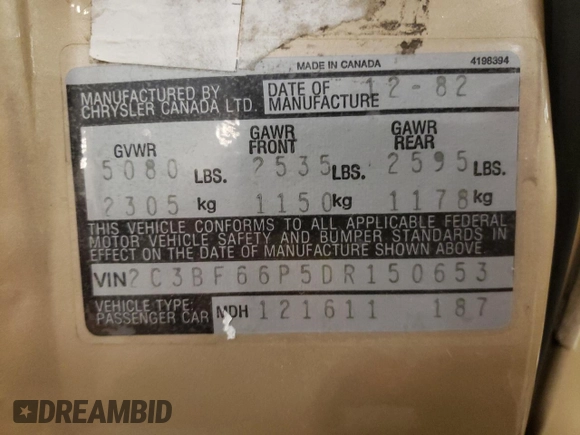 MADE IN CANADA 4198394
MANUFACTURED BY
CHRYSLER CANADA LTD.
DATE OF
MANUFACTURE
12-82
GVWR
GAWR
FRONT
GAWR
REAR
5080 LBS. 2535 LBS. 2595 LBS.
2305 kg 1150 kg 1178 kg
THIS VEHICLE CONFORMS TO ALL APPLICABLE FEDERAL
MOTOR VEHICLE SAFETY AND BUMPER STANDARDS IN
EFFECT ON THE DATE OF MANUFACTURE SHOWN ABOVE
VIN 2C3BF66P5DR150653
VEHICLE TYPE:
PASSENGER CAR
MDH 121611 187
DREAMBID